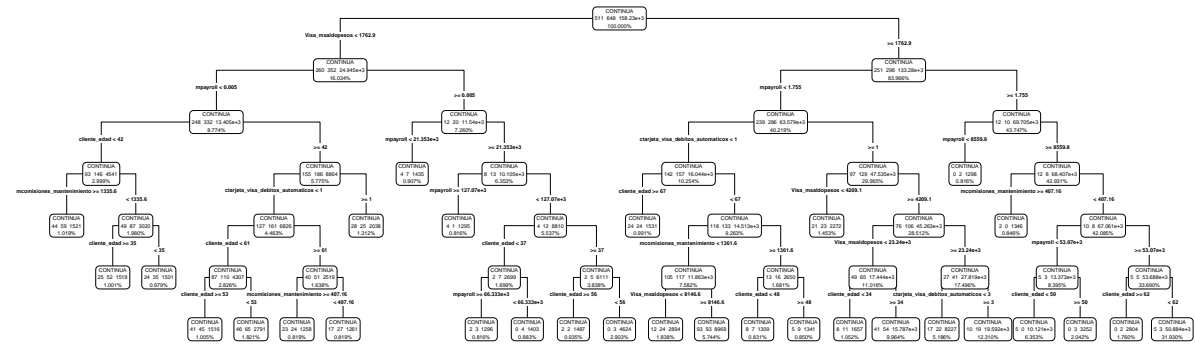 CONTINUA
511 648 158.23e+3
100.000%
Visa_msaldopesos < 1762.9
>= 1762.9
CONTINUA
260 352 24.945e+3
16.034%
CONTINUA
251 296 133.28e+3
83.966%
mpayroll < 0.005
>= 0.005
mpayroll < 1.755
>= 1.755
CONTINUA
248 332 13.405e+3
8.774%
CONTINUA
12 20 11.54e+3
7.260%
CONTINUA
239 286 63.579e+3
40.219%
CONTINUA
12 10 69.705e+3
43.747%
cliente_edad < 42
>= 42
mpayroll < 21.353e+3
>= 21.353e+3
ctarjeta_visa_debitos_automaticos < 1
>= 1
mpayroll < 8559.8
>= 8559.8
CONTINUA
93 146 4541
2.999%
CONTINUA
155 186 8864
5.775%
CONTINUA
4 7 1435
0.907%
CONTINUA
8 13 10.105e+3
6.353%
CONTINUA
142 157 16.044e+3
10.254%
CONTINUA
97 129 47.535e+3
29.965%
CONTINUA
0 2 1298
0.816%
CONTINUA
12 8 68.407e+3
42.931%
mcomisiones_mantenimiento >= 1335.6
< 1335.6
ctarjeta_visa_debitos_automaticos < 1
>= 1
mpayroll >= 127.07e+3
< 127.07e+3
cliente_edad >= 67
< 67
Visa_msaldopesos < 4209.1
>= 4209.1
mcomisiones_mantenimiento >= 407.16
< 407.16
CONTINUA
44 59 1521
1.019%
CONTINUA
49 87 3020
1.980%
CONTINUA
127 161 6826
4.463%
CONTINUA
28 25 2038
1.312%
CONTINUA
4 1 1295
0.816%
CONTINUA
4 12 8810
5.537%
CONTINUA
24 24 1531
0.991%
CONTINUA
118 133 14.513e+3
9.263%
CONTINUA
21 23 2272
1.453%
CONTINUA
76 106 45.263e+3
28.512%
CONTINUA
2 0 1346
0.846%
CONTINUA
10 8 67.061e+3
42.085%
cliente_edad >= 35
< 35
cliente_edad < 61
>= 61
cliente_edad < 37
>= 37
mcomisiones_mantenimiento < 1361.6
>= 1361.6
Visa_msaldopesos < 23.24e+3
>= 23.24e+3
mpayroll < 53.07e+3
>= 53.07e+3
CONTINUA
25 52 1519
1.001%
CONTINUA
24 35 1501
0.979%
CONTINUA
87 110 4307
2.826%
CONTINUA
40 51 2519
1.638%
CONTINUA
2 7 2699
1.699%
CONTINUA
2 5 6111
3.838%
CONTINUA
105 117 11.863e+3
7.582%
CONTINUA
13 16 2650
1.681%
CONTINUA
49 65 17.444e+3
11.016%
CONTINUA
27 41 27.819e+3
17.496%
CONTINUA
5 3 13.373e+3
8.395%
CONTINUA
5 5 53.688e+3
33.690%
cliente_edad >= 53
< 53
mcomisiones_mantenimiento >= 407.16
< 407.16
mpayroll >= 66.333e+3
< 66.333e+3
cliente_edad >= 56
< 56
Visa_msaldopesos < 8146.6
>= 8146.6
cliente_edad < 48
>= 48
cliente_edad < 34
>= 34
ctarjeta_visa_debitos_automaticos < 3
>= 3
cliente_edad < 50
>= 50
cliente_edad >= 62
< 62
CONTINUA
41 45 1516
1.005%
CONTINUA
46 65 2791
1.821%
CONTINUA
23 24 1258
0.819%
CONTINUA
17 27 1261
0.819%
CONTINUA
2 3 1296
0.816%
CONTINUA
0 4 1403
0.883%
CONTINUA
2 2 1487
0.935%
CONTINUA
0 3 4624
2.903%
CONTINUA
12 24 2894
1.838%
CONTINUA
93 93 8969
5.744%
CONTINUA
8 7 1309
0.831%
CONTINUA
5 9 1341
0.850%
CONTINUA
8 11 1657
1.052%
CONTINUA
41 54 15.787e+3
9.964%
CONTINUA
17 22 8227
5.186%
CONTINUA
10 19 19.592e+3
12.310%
CONTINUA
5 0 10.121e+3
6.353%
CONTINUA
0 3 3252
2.042%
CONTINUA
0 2 2804
1.760%
CONTINUA
5 3 50.884e+3
31.930%